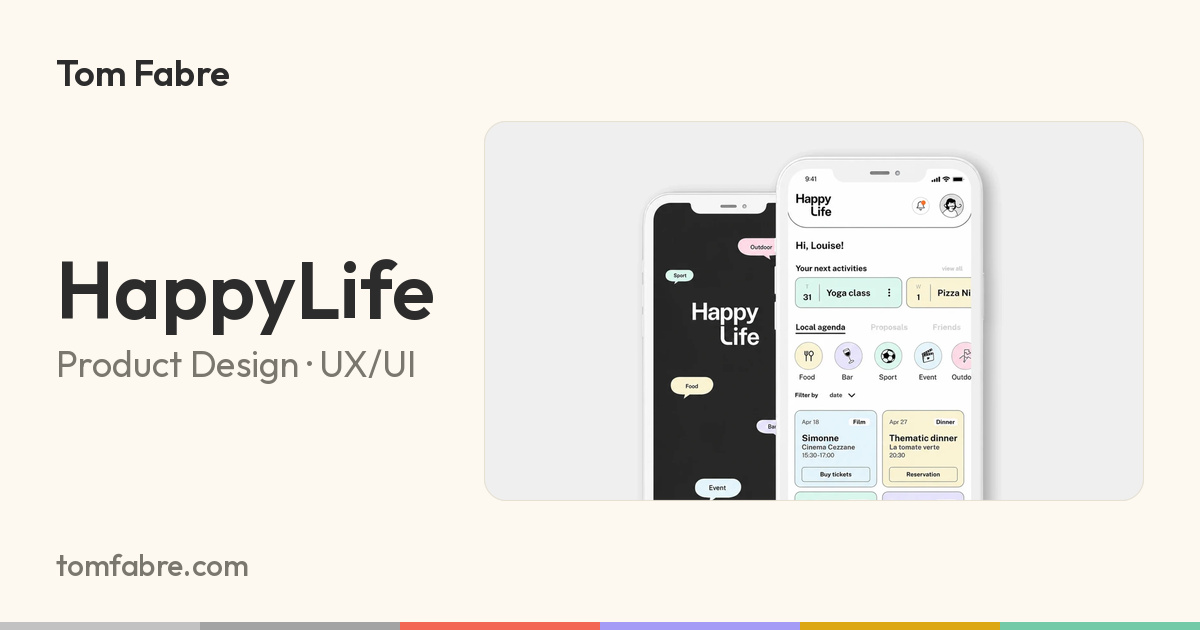 Tom Fabre
HappyLife
Product Design · UX/UI
tomfabre.com
Outdoor
Sport
Happy
Life
Food
Event
9:41
Happy
Life
Hi, Louise!
Your next activities
view all
T
31
Yoga class
W
1
Pizza Ni
Local agenda
Proposals
Friends
Food
Bar
Sport
Event
Outdo
Filter by
date
Apr 18
Film
Simonne
Cinema Cezzane
15:30-17:00
Buy tickets
Apr 27
Dinner
Thematic dinner
La tomate verte
20:30
Reservation